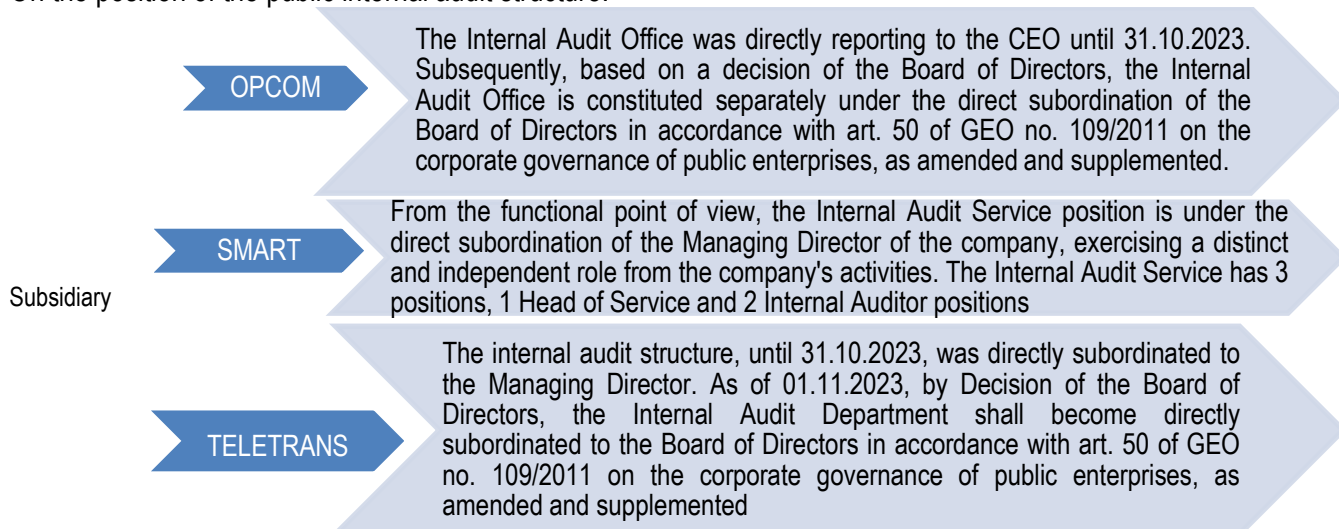 On the position of the public internal audit structure:
The Internal Audit Office was directly reporting to the CEO until 31.10.2023.
Subsequently, based on a decision of the Board of Directors, the Internal
OPCOM
Audit Office is constituted separately under the direct subordination of the
Board of Directors in accordance with art. 50 of GEO no. 109/2011 on the
corporate governance of public enterprises, as amended and supplemented.
From the functional point of view, the Internal Audit Service position is under the
SMART
direct subordination of the Managing Director of the company, exercising a distinct
and independent role from the company's activities. The Internal Audit Service has 3
Subsidiary
positions, 1 Head of Service and 2 Internal Auditor positions
The internal audit structure, until 31.10.2023, was directly subordinated to
the Managing Director. As of 01.11.2023, by Decision of the Board of
Directors, the Internal Audit Department shall become directly
TELETRANS
subordinated to the Board of Directors in accordance with art. 50 of GEO
no. 109/2011 on the corporate governance of public enterprises, as
amended and supplemented